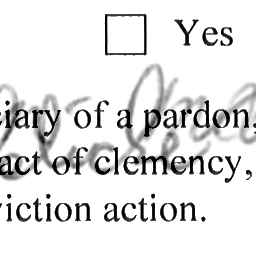 Yes
ciary of a pardon,
act of clemency,
viction action.